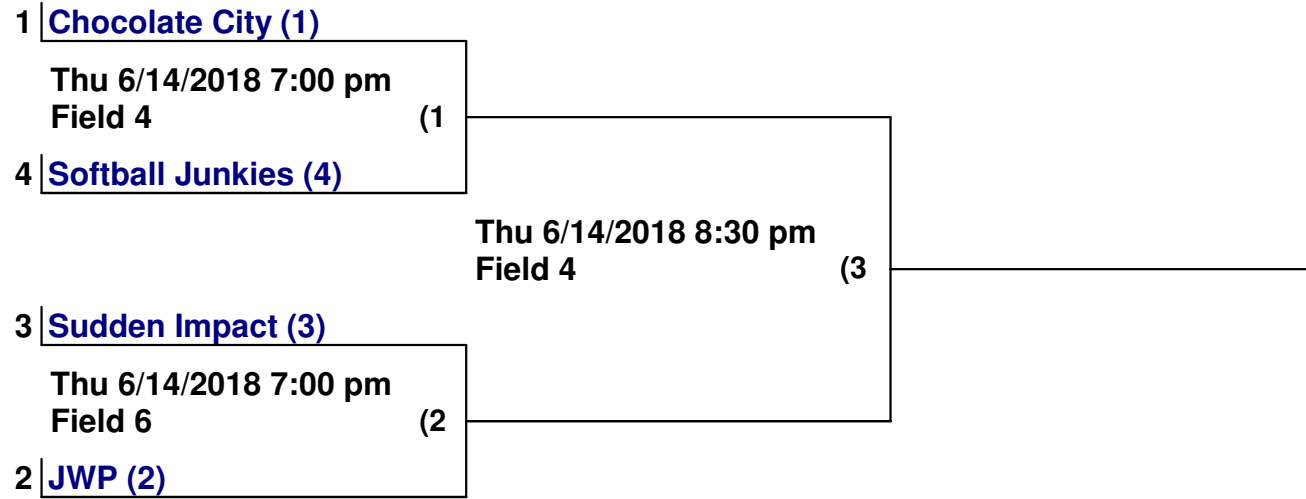 1 Chocolate City (1)
Thu 6/14/2018 7:00 pm
Field 4 (1
4 Softball Junkies (4)
Thu 6/14/2018 8:30 pm
Field 4 (3
3 Sudden Impact (3)
Thu 6/14/2018 7:00 pm
Field 6 (2
2 JWP (2)